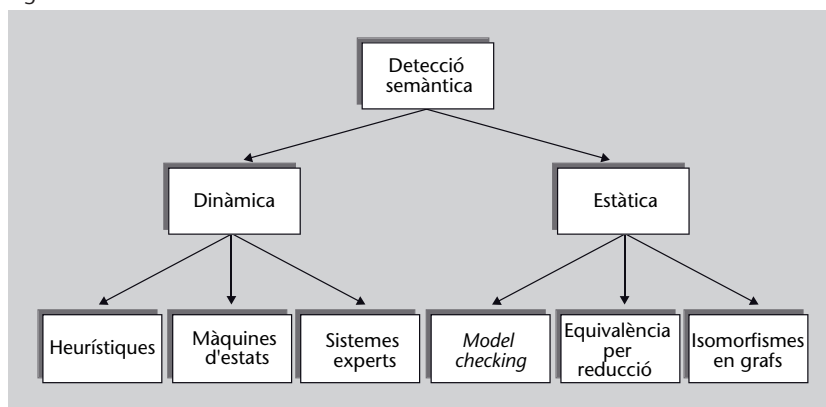 Detecció
semàntica
Dinàmica
Estàtica
Heurístiques
Màquines
d'estats
Sistemes
experts
Model
checking
Equivalència
per
reducció
Isomorfismes
en grafs